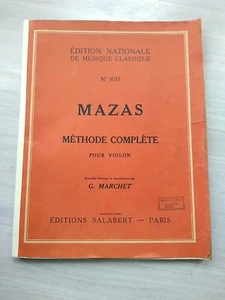 ÉDITION NATIONALE
DE MUSIQUE CLASSIQUE
MAZAS
MÉTHODE COMPLÈTE
POUR VIOLON
G. MARCHET
EDITIONS SALABERT — PARIS